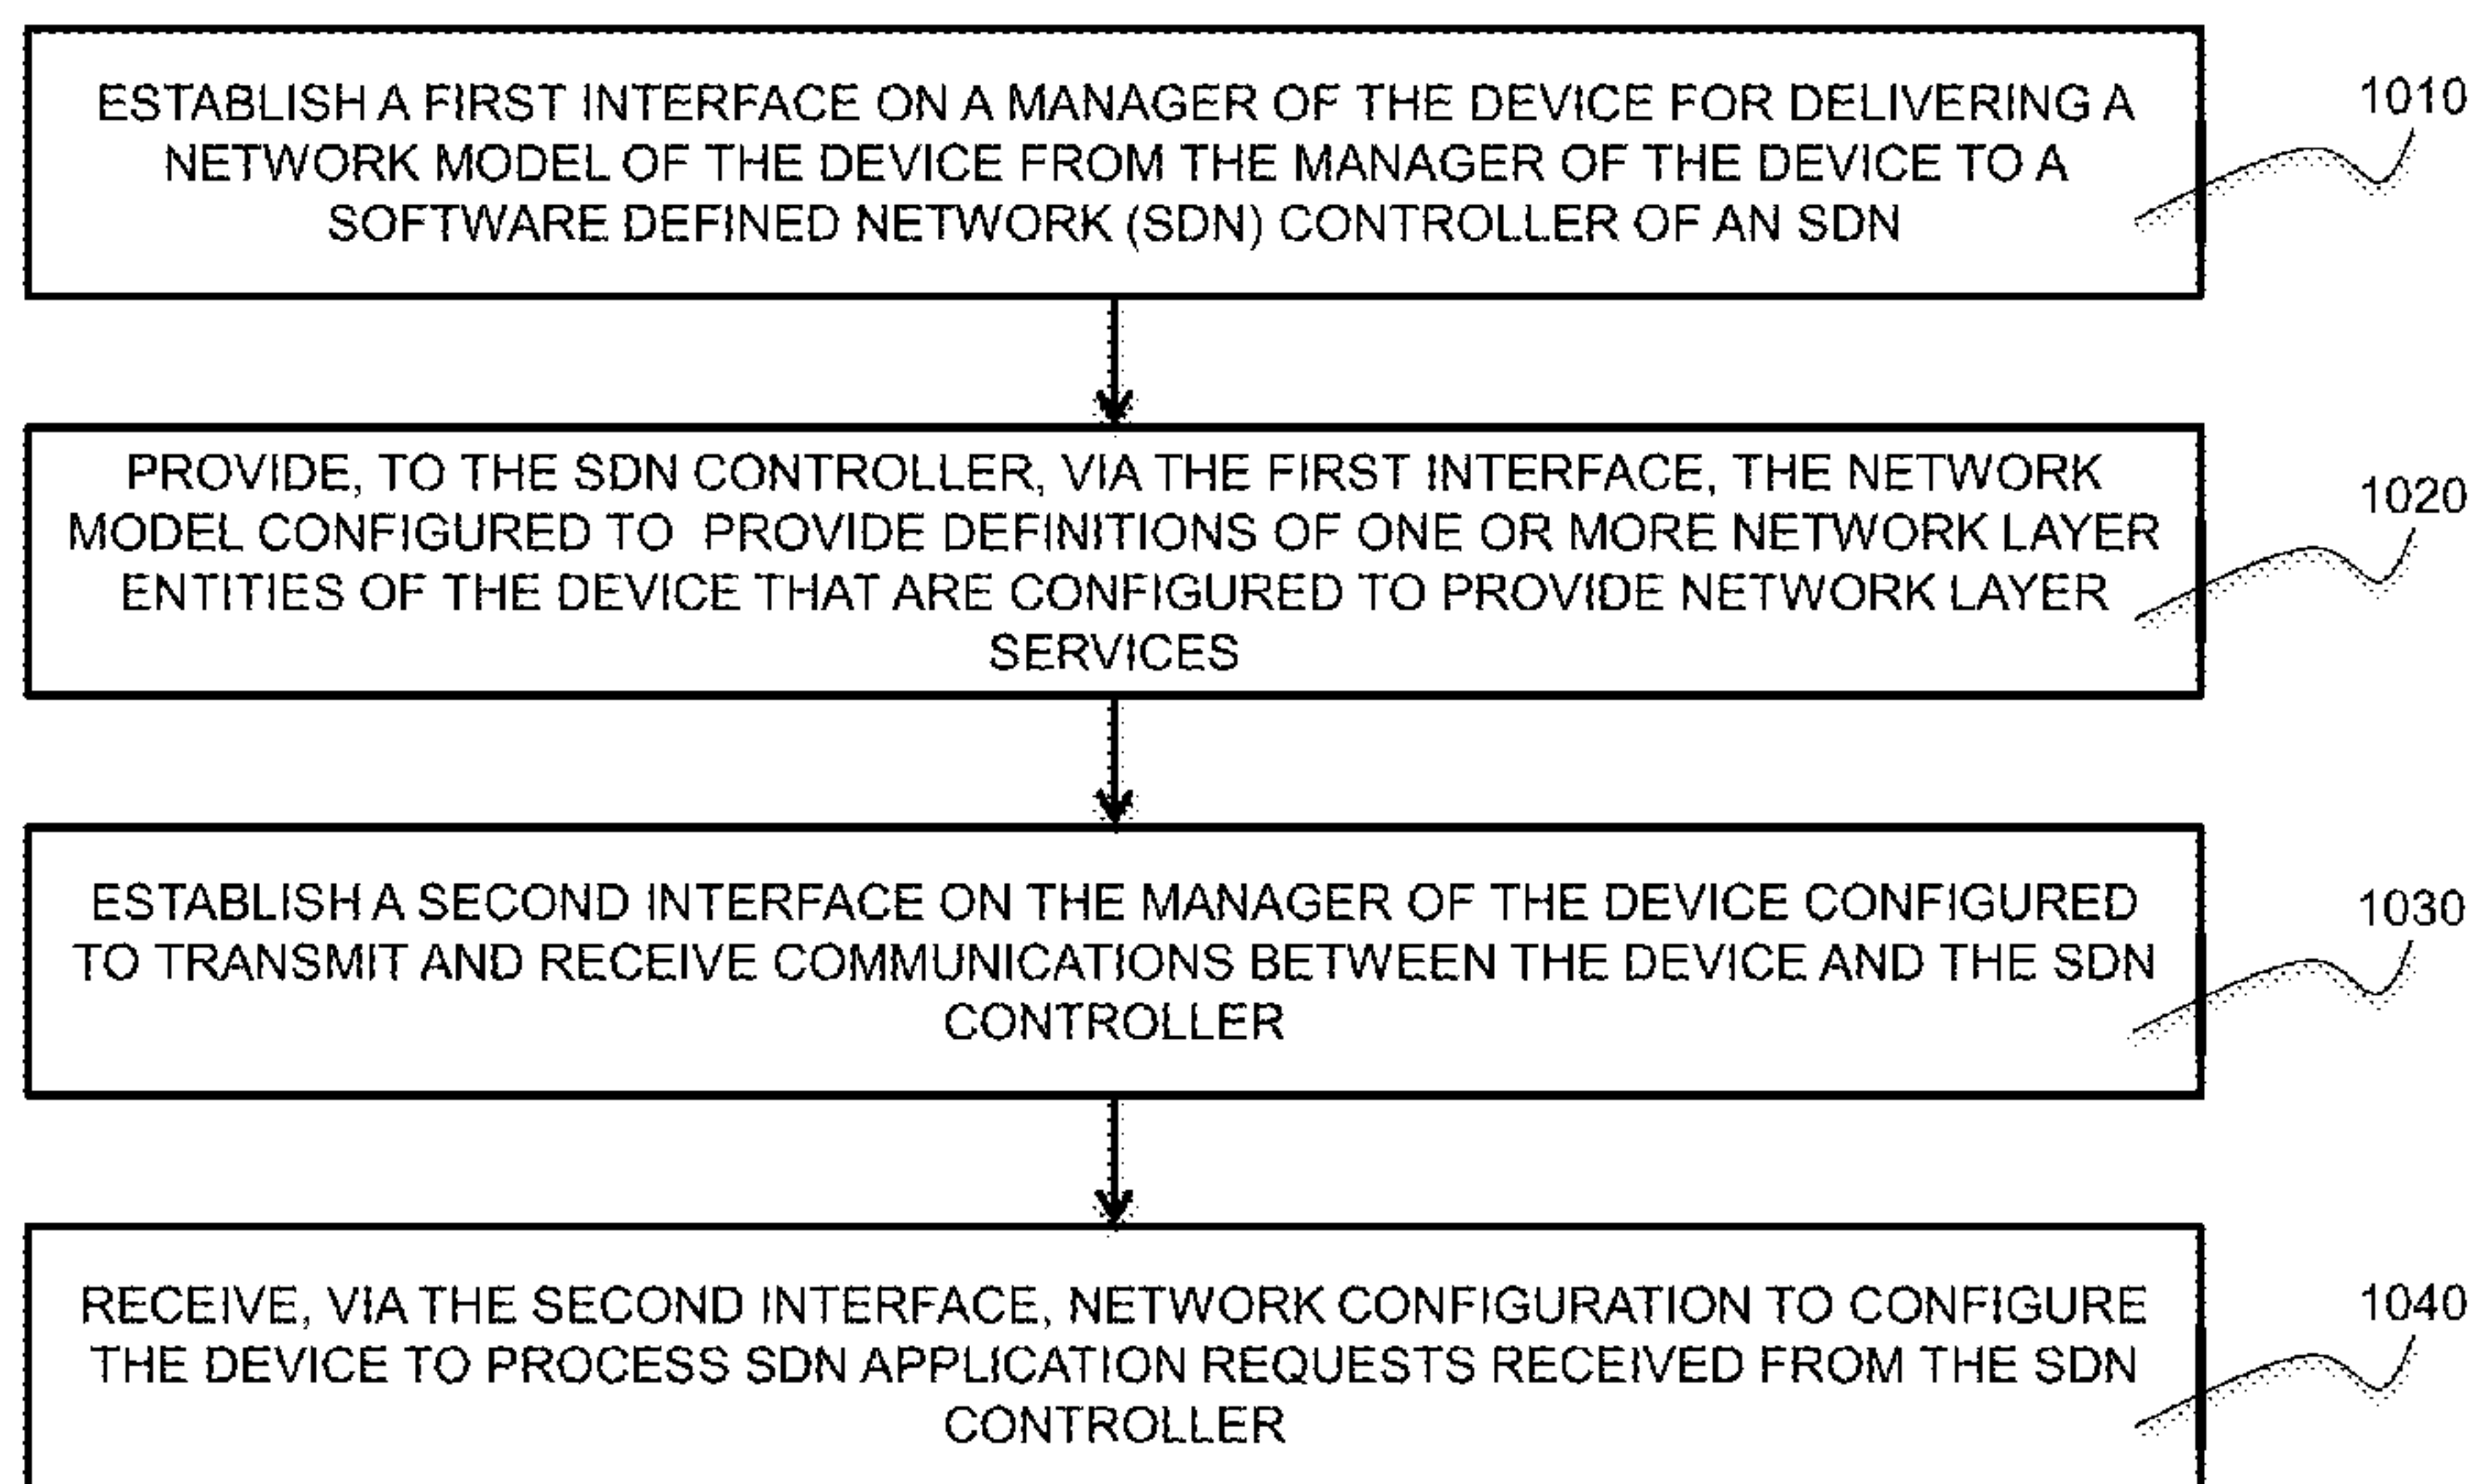 ESTABLISH A FIRST INTERFACE ON A MANAGER OF THE DEVICE FOR DELIVERING A
NETWORK MODEL OF THE DEVICE FROM THE MANAGER OF THE DEVICE TO A
SOFTWARE DEFINED NETWORK (SDN) CONTROLLER OF AN SDN
1010
PROVIDE, TO THE SDN CONTROLLER, VIA THE FIRST INTERFACE, THE NETWORK
MODEL CONFIGURED TO PROVIDE DEFINITIONS OF ONE OR MORE NETWORK LAYER
ENTITIES OF THE DEVICE THAT ARE CONFIGURED TO PROVIDE NETWORK LAYER
SERVICES
1020
ESTABLISH A SECOND INTERFACE ON THE MANAGER OF THE DEVICE CONFIGURED
TO TRANSMIT AND RECEIVE COMMUNICATIONS BETWEEN THE DEVICE AND THE SDN
CONTROLLER
1030
RECEIVE, VIA THE SECOND INTERFACE, NETWORK CONFIGURATION TO CONFIGURE
THE DEVICE TO PROCESS SDN APPLICATION REQUESTS RECEIVED FROM THE SDN
CONTROLLER
1040